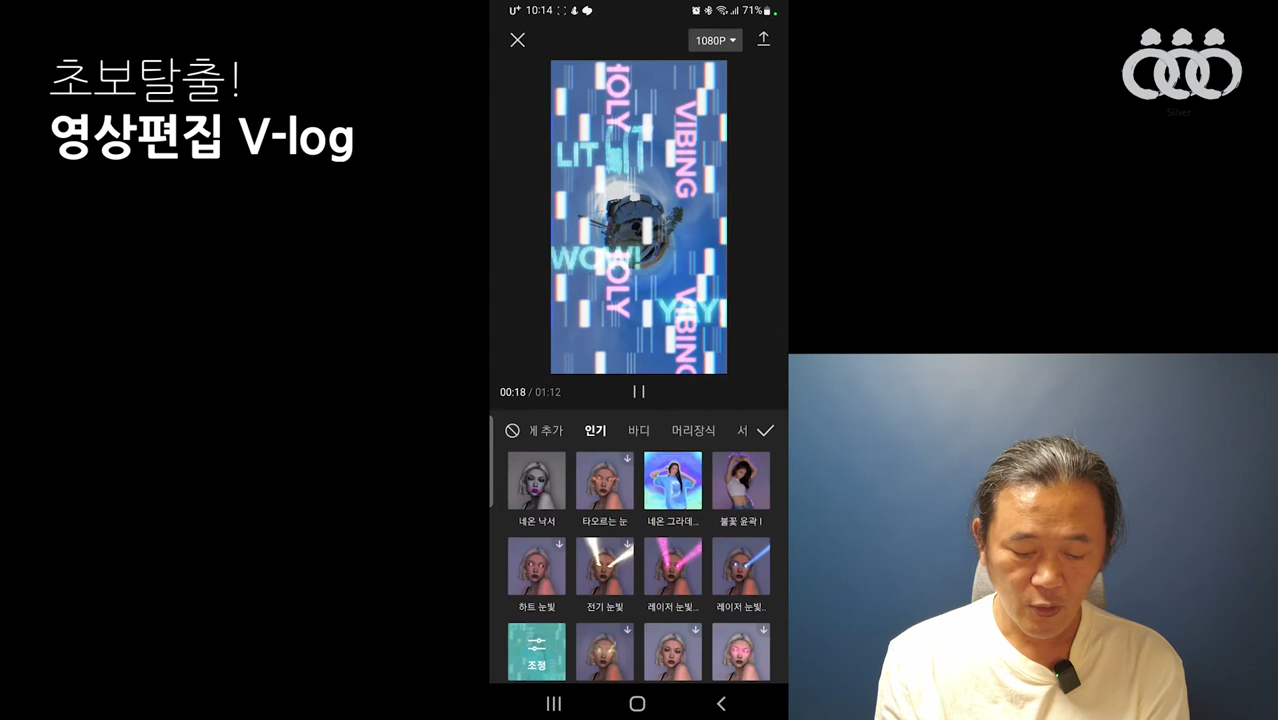 초보탈출!
영상편집 V-log
Silver
U+ 10:14
71%
1080P
HOLY
VIBING
LIT
WOW!
HOLY
YAY
VIBING
00:18 / 01:12
게 추가 인기 바디 머리장식 서
네온 낙서 타오르는 눈 네온 그라데... 불꽃 윤곽 I
하트 눈빛 전기 눈빛 레이저 눈빛... 레이저 눈빛..
조정